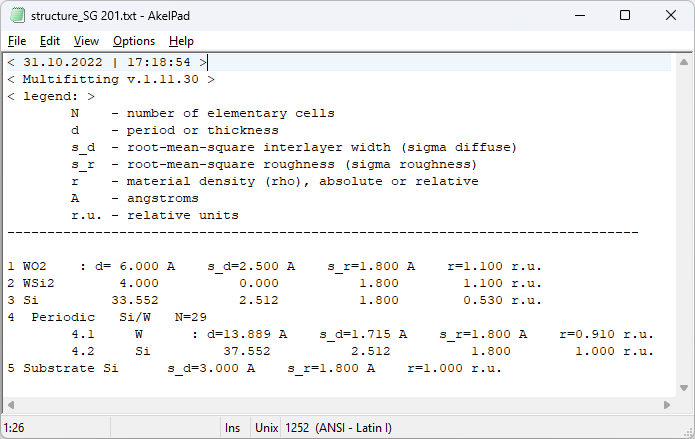 structure_SG 201.txt - AkelPad
File Edit View Options Help
< 31.10.2022 | 17:18:54 >
< Multifitting v.1.11.30 >
< legend: >
N - number of elementary cells
d - period or thickness
s_d - root-mean-square interlayer width (sigma diffuse)
s_r - root-mean-square roughness (sigma roughness)
r - material density (rho), absolute or relative
A - angstroms
r.u. - relative units
-------------------------------------------------------------------------------
1 WO2 : d= 6.000 A s_d=2.500 A s_r=1.800 A r=1.100 r.u.
2 WSi2 4.000 0.000 1.800 1.100 r.u.
3 Si 33.552 2.512 1.800 0.530 r.u.
4 Periodic Si/W N=29
4.1 W : d=13.889 A s_d=1.715 A s_r=1.800 A r=0.910 r.u.
4.2 Si 37.552 2.512 1.800 1.000 r.u.
5 Substrate Si s_d=3.000 A s_r=1.800 A r=1.000 r.u.
1:26 Ins Unix 1252 (ANSI - Latin I)